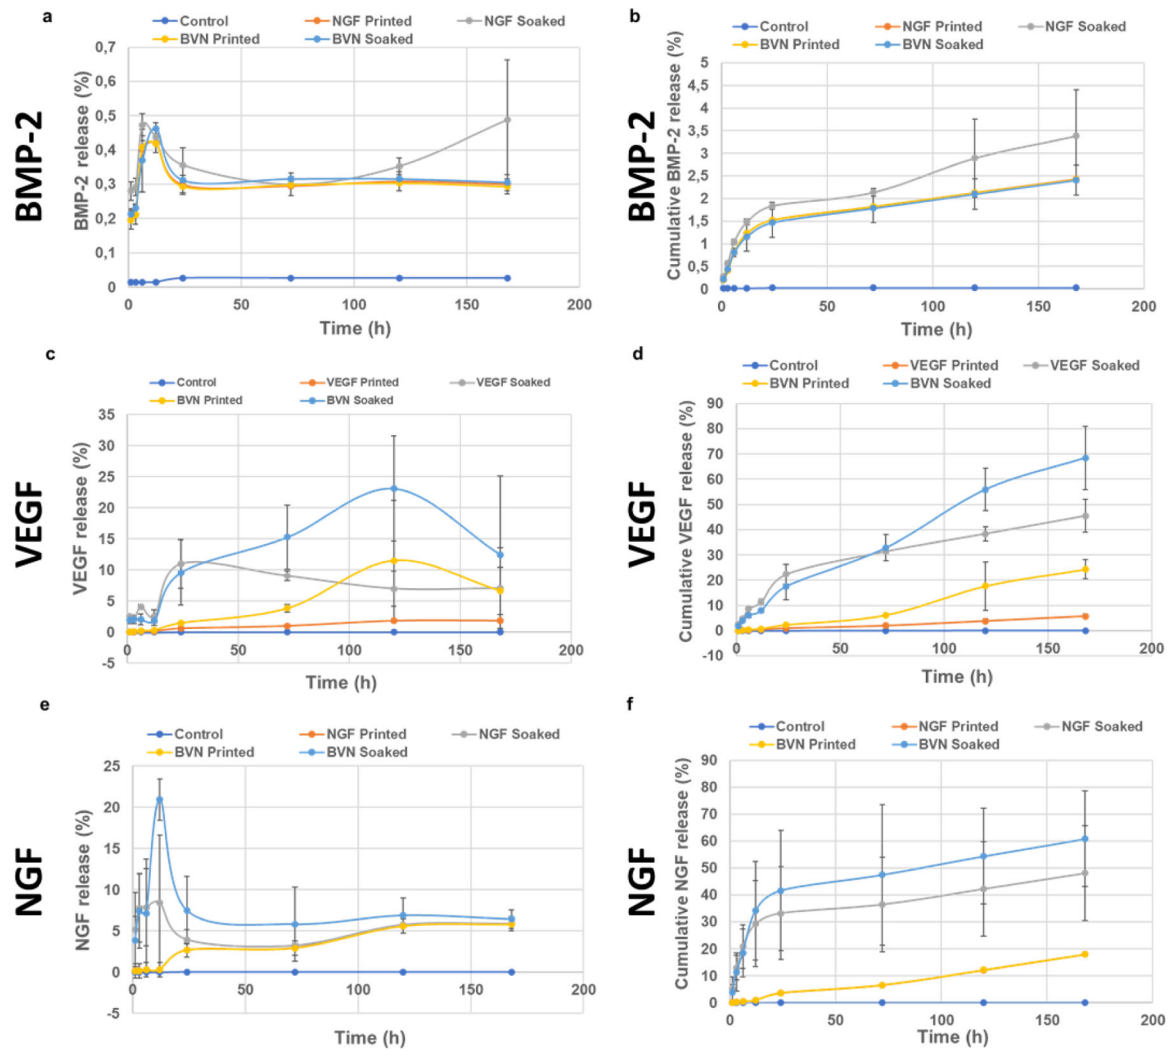 a
Control NGF Printed NGF Soaked
BVN Printed BVN Soaked
BMP-2
BMP-2 release (%)
0,7
0,6
0,5
0,4
0,3
0,2
0,1
0
0 50 100 150 200
Time (h)
b
Control NGF Printed NGF Soaked
BVN Printed BVN Soaked
BMP-2
Cumulative BMP-2 release (%)
5
4,5
4
3,5
3
2,5
2
1,5
1
0,5
0
0 50 100 150 200
Time (h)
c
Control VEGF Printed VEGF Soaked
BVN Printed BVN Soaked
VEGF
VEGF release (%)
35
30
25
20
15
10
5
0
-5
0 50 100 150 200
Time (h)
d
Control VEGF Printed VEGF Soaked
BVN Printed BVN Soaked
VEGF
Cumulative VEGF release (%)
90
80
70
60
50
40
30
20
10
0
-10
0 50 100 150 200
Time (h)
e
Control NGF Printed NGF Soaked
BVN Printed BVN Soaked
NGF
NGF release (%)
25
20
15
10
5
0
-5
0 50 100 150 200
Time (h)
f
Control NGF Printed NGF Soaked
BVN Printed BVN Soaked
NGF
Cumulative NGF release (%)
90
80
70
60
50
40
30
20
10
0
0 50 100 150 200
Time (h)